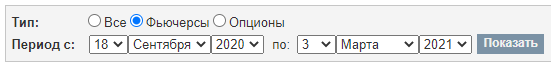 Тип: Все Фьючерсы Опционы
Период с: 18 Сентября 2020 по: 3 Марта 2021 Показать